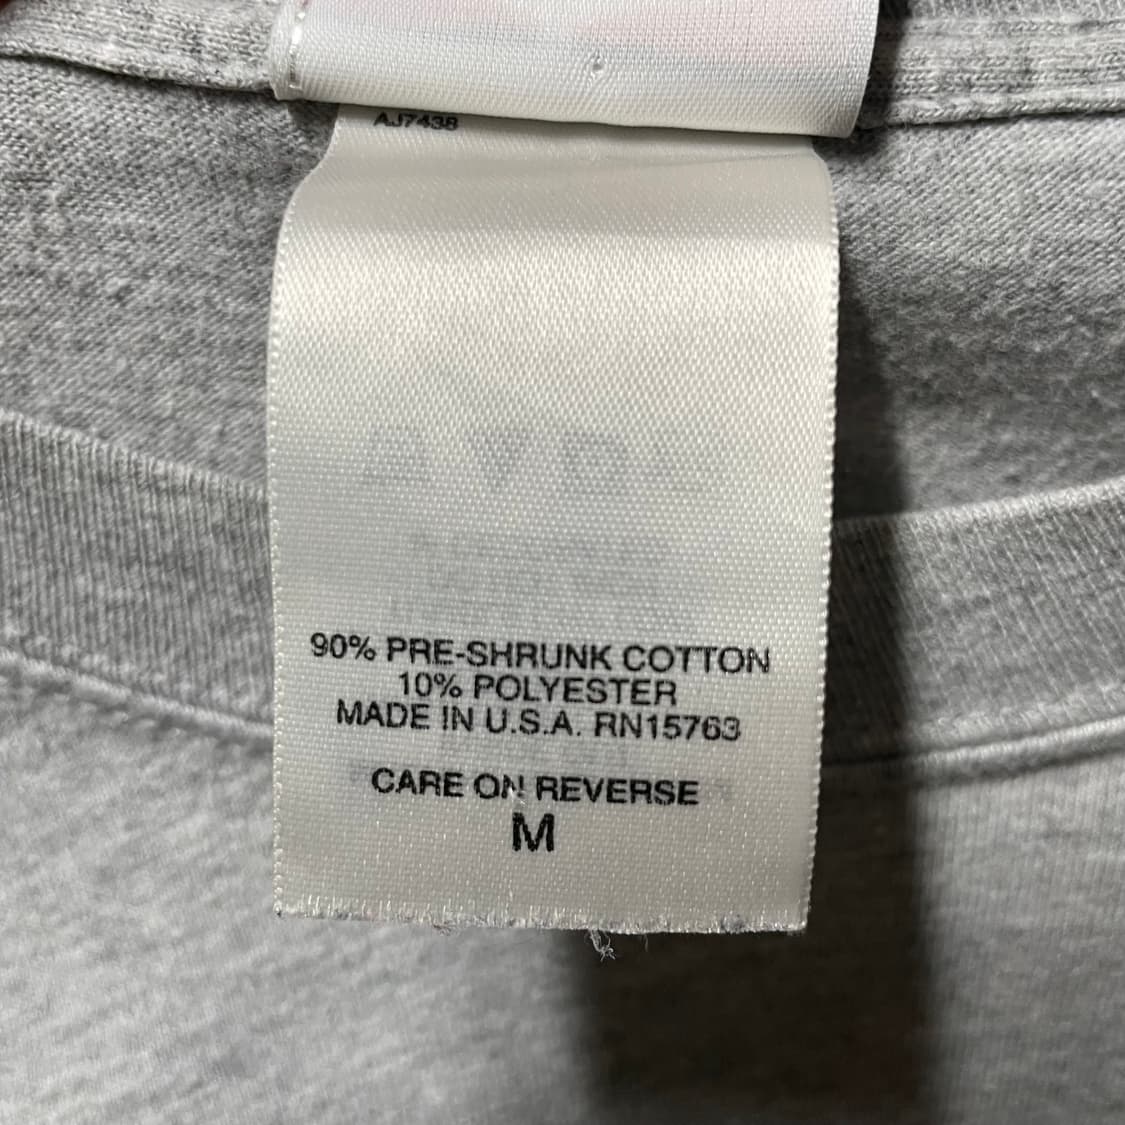 AJ7438
90% PRE-SHRUNK COTTON
10% POLYESTER
MADE IN U.S.A. RN15763
CARE ON REVERSE
M